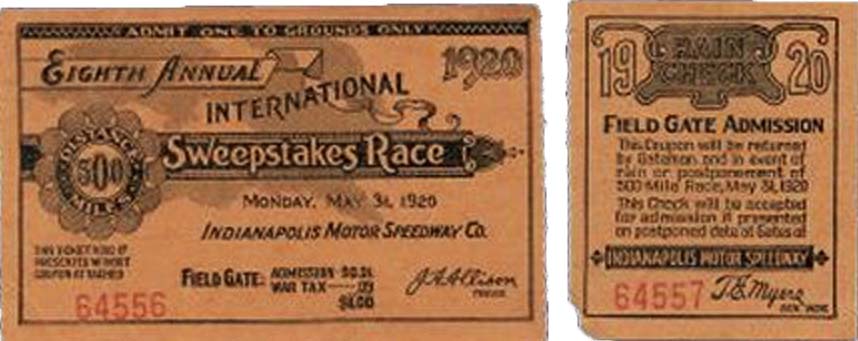 ADMIT ONE TO GROUNDS ONLY
EIGHTH ANNUAL
1920
INTERNATIONAL
DISTANCE
500
MILES
Sweepstakes Race
MONDAY, MAY 31, 1920
INDIANAPOLIS MOTOR SPEEDWAY CO.
THIS TICKET VOID IF
PRESENTED WITHOUT
COUPON ATTACHED
FIELD GATE: ADMISSION $0.91
WAR TAX .09
$1.00
J.A. Allison
64556
19 RAIN CHECK 20
FIELD GATE ADMISSION
This Coupon will be returned
by Gateman and in event of
rain or postponement of
500 Mile Race, May 31, 1920
This Check will be accepted
for admission if presented
on postponed date at Gates of
INDIANAPOLIS MOTOR SPEEDWAY
64557
T.E. Myers